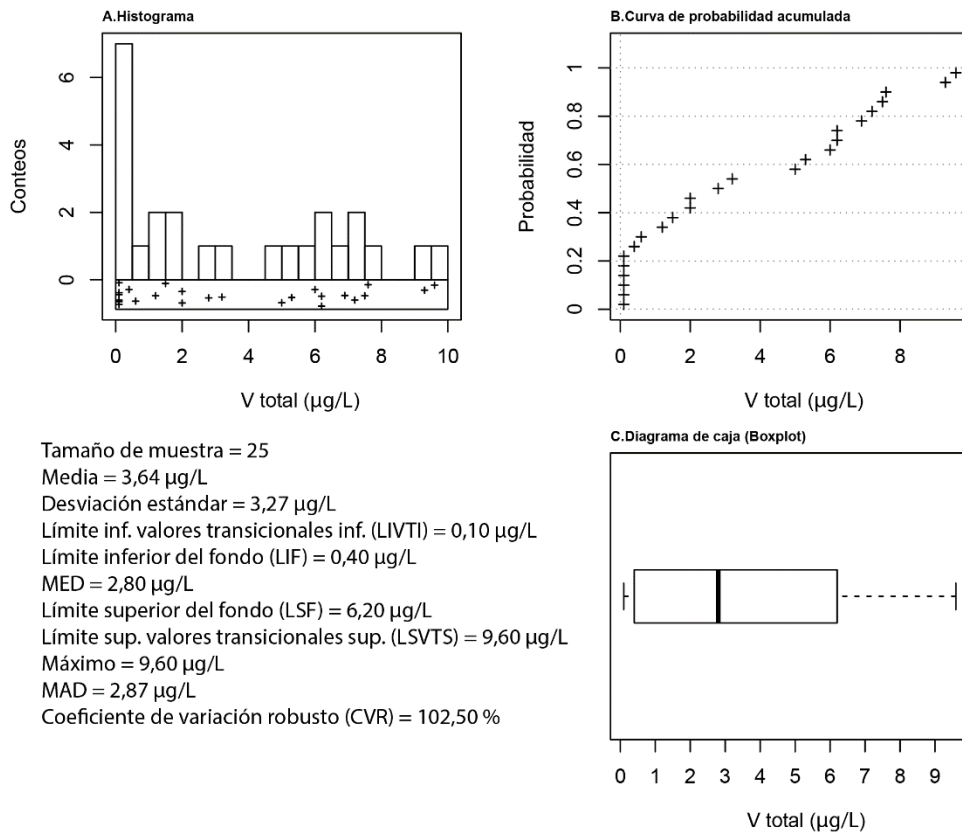 A.Histograma
Conteos
6
4
2
0
0 2 4 6 8 10
V total (µg/L)
B.Curva de probabilidad acumulada
Probabilidad
1
0.8
0.6
0.4
0.2
0
0 2 4 6 8
V total (µg/L)
Tamaño de muestra = 25
Media = 3,64 µg/L
Desviación estándar = 3,27 µg/L
Límite inf. valores transicionales inf. (LIVTI) = 0,10 µg/L
Límite inferior del fondo (LIF) = 0,40 µg/L
MED = 2,80 µg/L
Límite superior del fondo (LSF) = 6,20 µg/L
Límite sup. valores transicionales sup. (LSVTS) = 9,60 µg/L
Máximo = 9,60 µg/L
MAD = 2,87 µg/L
Coeficiente de variación robusto (CVR) = 102,50 %
C.Diagrama de caja (Boxplot)
0 1 2 3 4 5 6 7 8 9
V total (µg/L)